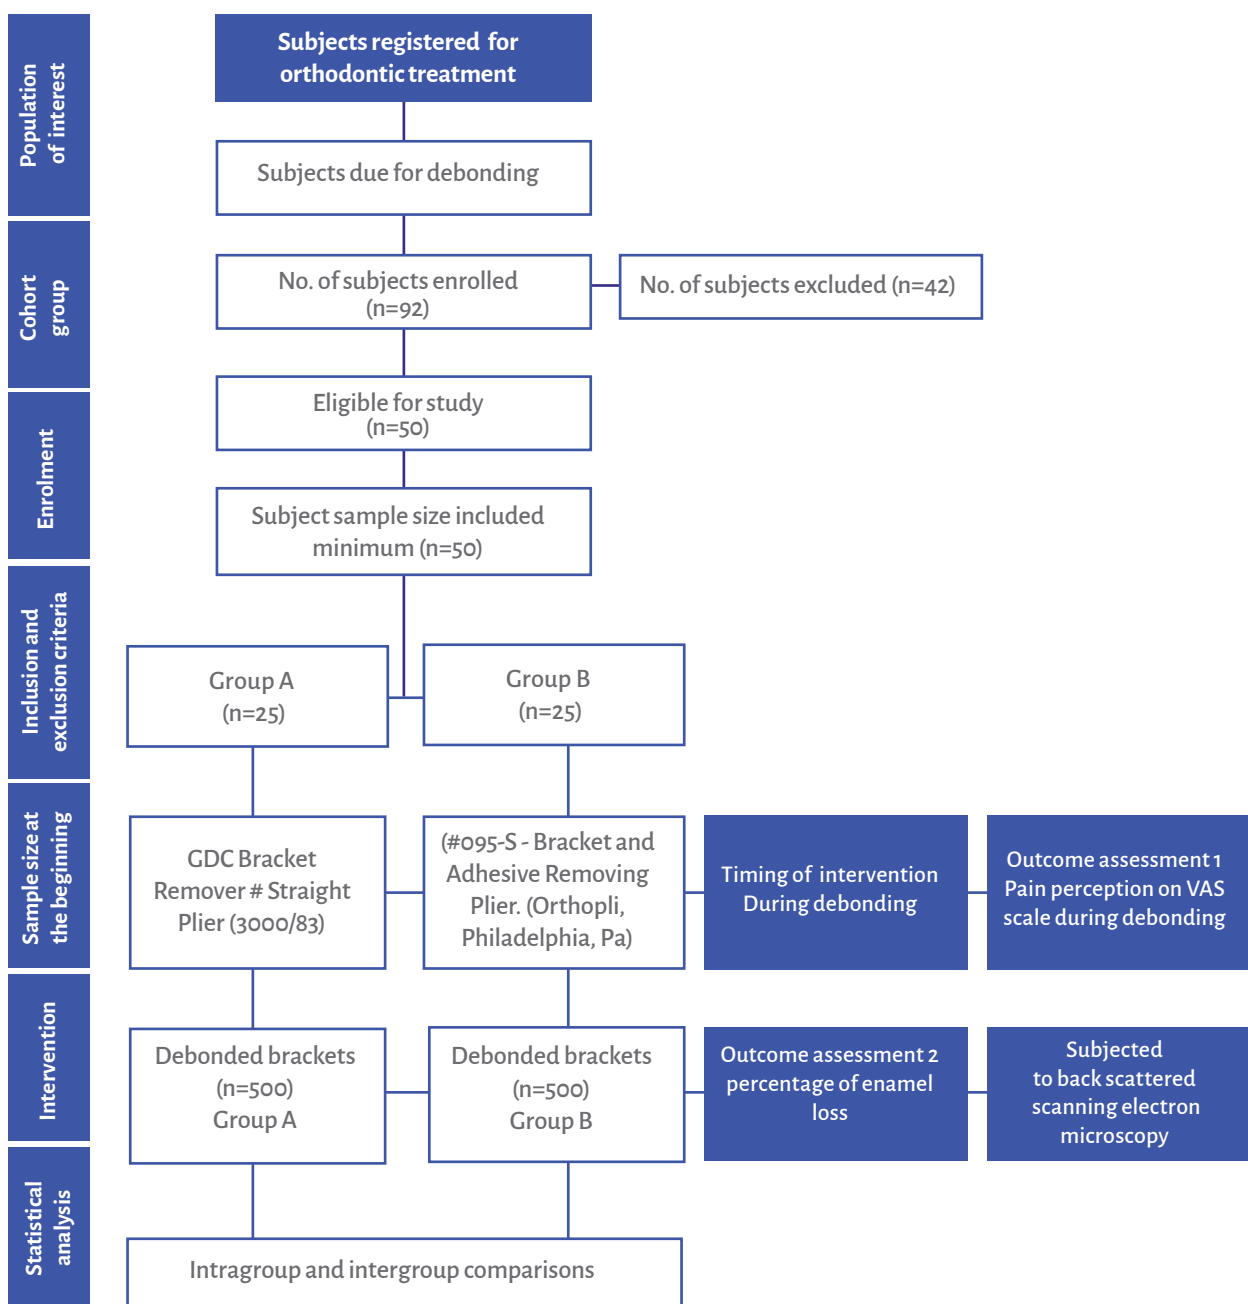 Population
of interest
Subjects registered for
orthodontic treatment
Subjects due for debonding
Cohort
group
No. of subjects enrolled
(n=92)
No. of subjects excluded (n=42)
Enrolment
Eligible for study
(n=50)
Subject sample size included
minimum (n=50)
Inclusion and
exclusion criteria
Group A
(n=25)
Group B
(n=25)
Sample size at
the beginning
GDC Bracket
Remover # Straight
Plier (3000/83)
(#095-S - Bracket and
Adhesive Removing
Plier. (Orthopli,
Philadelphia, Pa)
Timing of intervention
During debonding
Outcome assessment 1
Pain perception on VAS
scale during debonding
Intervention
Debonded brackets
(n=500)
Group A
Debonded brackets
(n=500)
Group B
Outcome assessment 2
percentage of enamel
loss
Subjected
to back scattered
scanning electron
microscopy
Statistical
analysis
Intragroup and intergroup comparisons